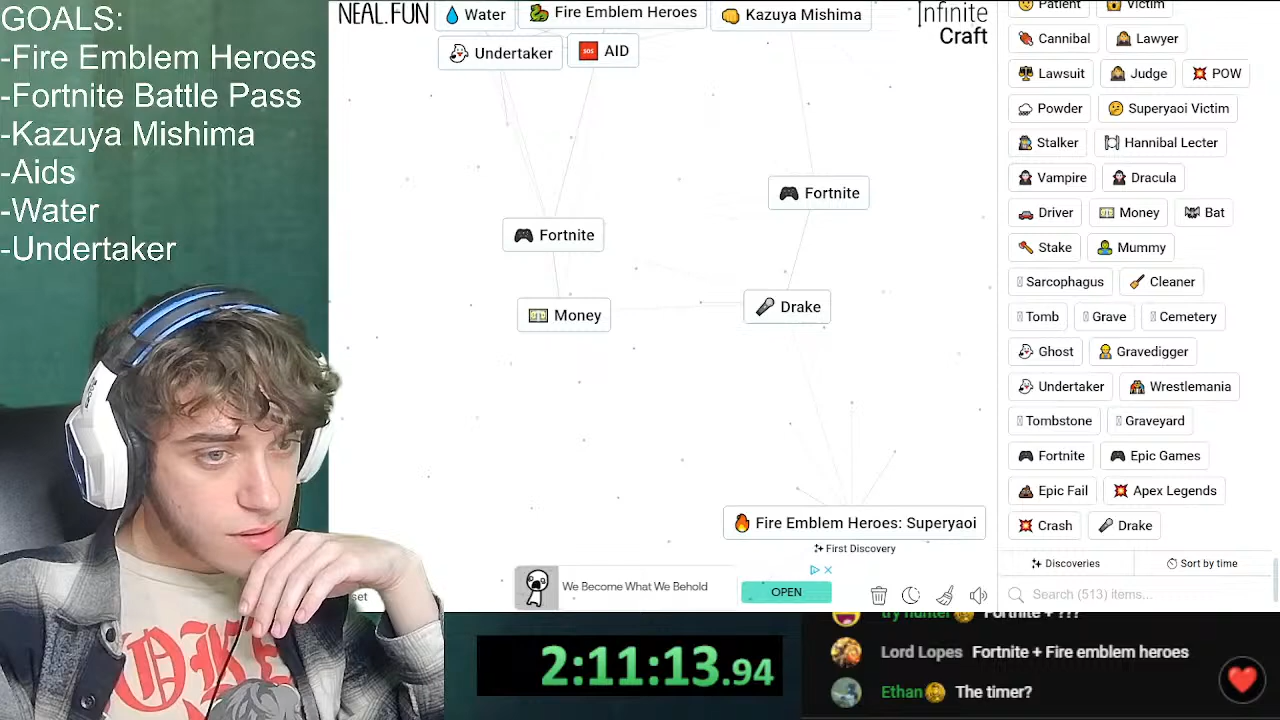 GOALS:
-Fire Emblem Heroes
-Fortnite Battle Pass
-Kazuya Mishima
-Aids
-Water
-Undertaker
NEAL.FUN
Water
Fire Emblem Heroes
Kazuya Mishima
Infinite
Craft
Undertaker
SOS
AID
Fortnite
Fortnite
Money
Drake
Fire Emblem Heroes: Superyaoi
First Discovery
We Become What We Behold
OPEN
Patient Victim
Cannibal Lawyer
Lawsuit Judge POW
Powder Superyaoi Victim
Stalker Hannibal Lecter
Vampire Dracula
Driver Money Bat
Stake Mummy
Sarcophagus Cleaner
Tomb Grave Cemetery
Ghost Gravedigger
Undertaker Wrestlemania
Tombstone Graveyard
Fortnite Epic Games
Epic Fail Apex Legends
Crash Drake
Discoveries Sort by time
Search (513) items...
2:11:13.94
try hunter Fortnite + ???
Lord Lopes Fortnite + Fire emblem heroes
Ethan The timer?